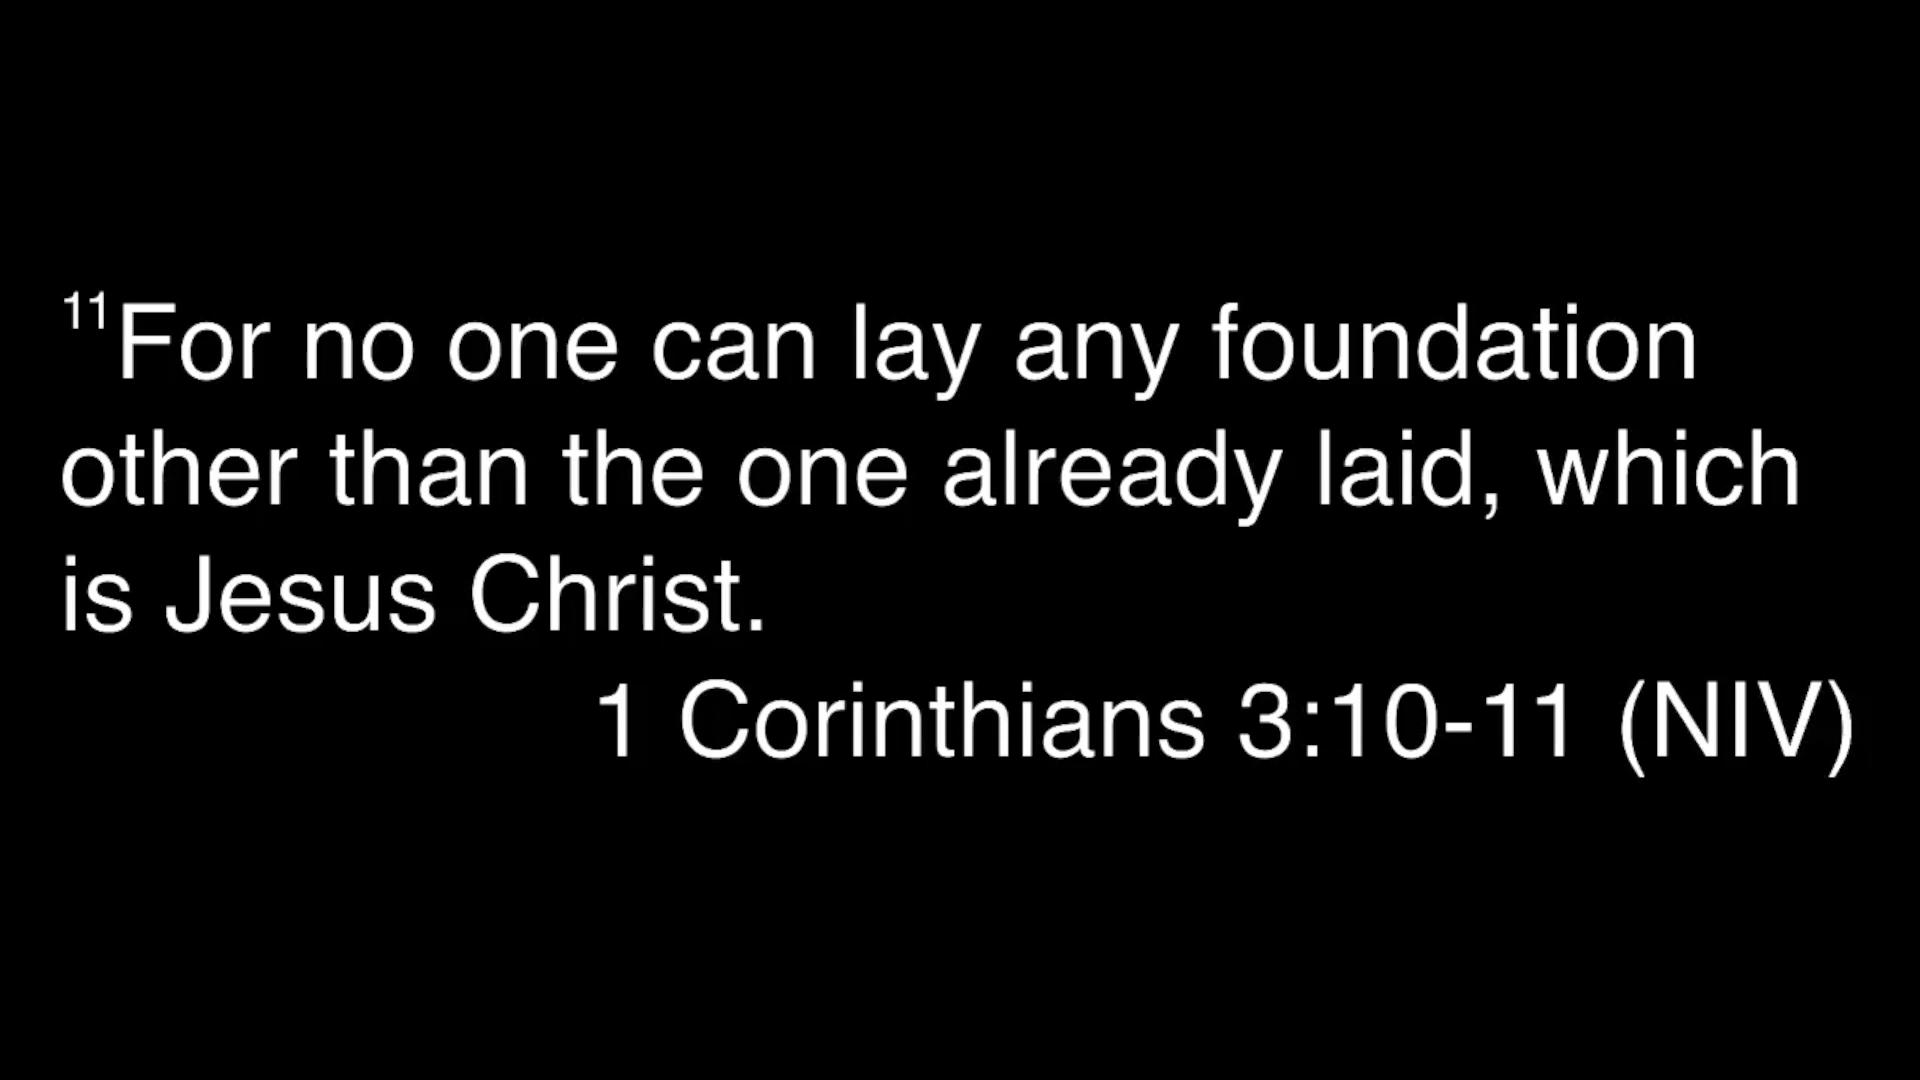 11For no one can lay any foundation
other than the one already laid, which
is Jesus Christ.
1 Corinthians 3:10-11 (NIV)